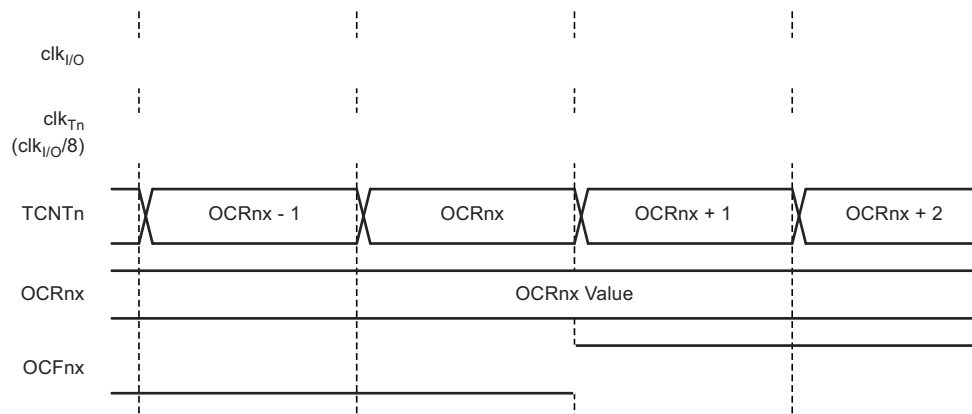 clkI/O
clkTn
(clkI/O/8)
TCNTn OCRnx - 1 OCRnx OCRnx + 1 OCRnx + 2
OCRnx OCRnx Value
OCFnx